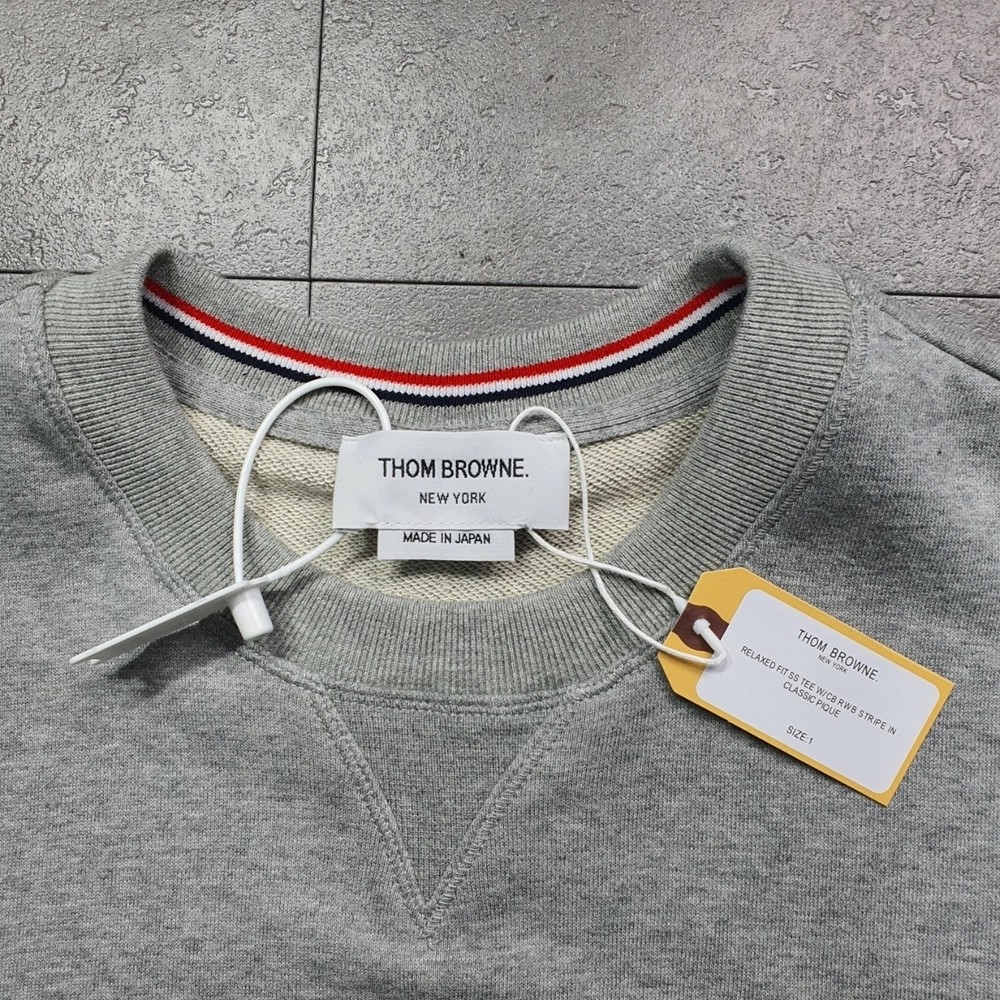 THOM BROWNE.
NEW YORK
MADE IN JAPAN
THOM BROWNE.
NEW YORK
RELAXED FIT SS TEE W/CB RWB STRIPE IN
CLASSIC PIQUE
SIZE:1